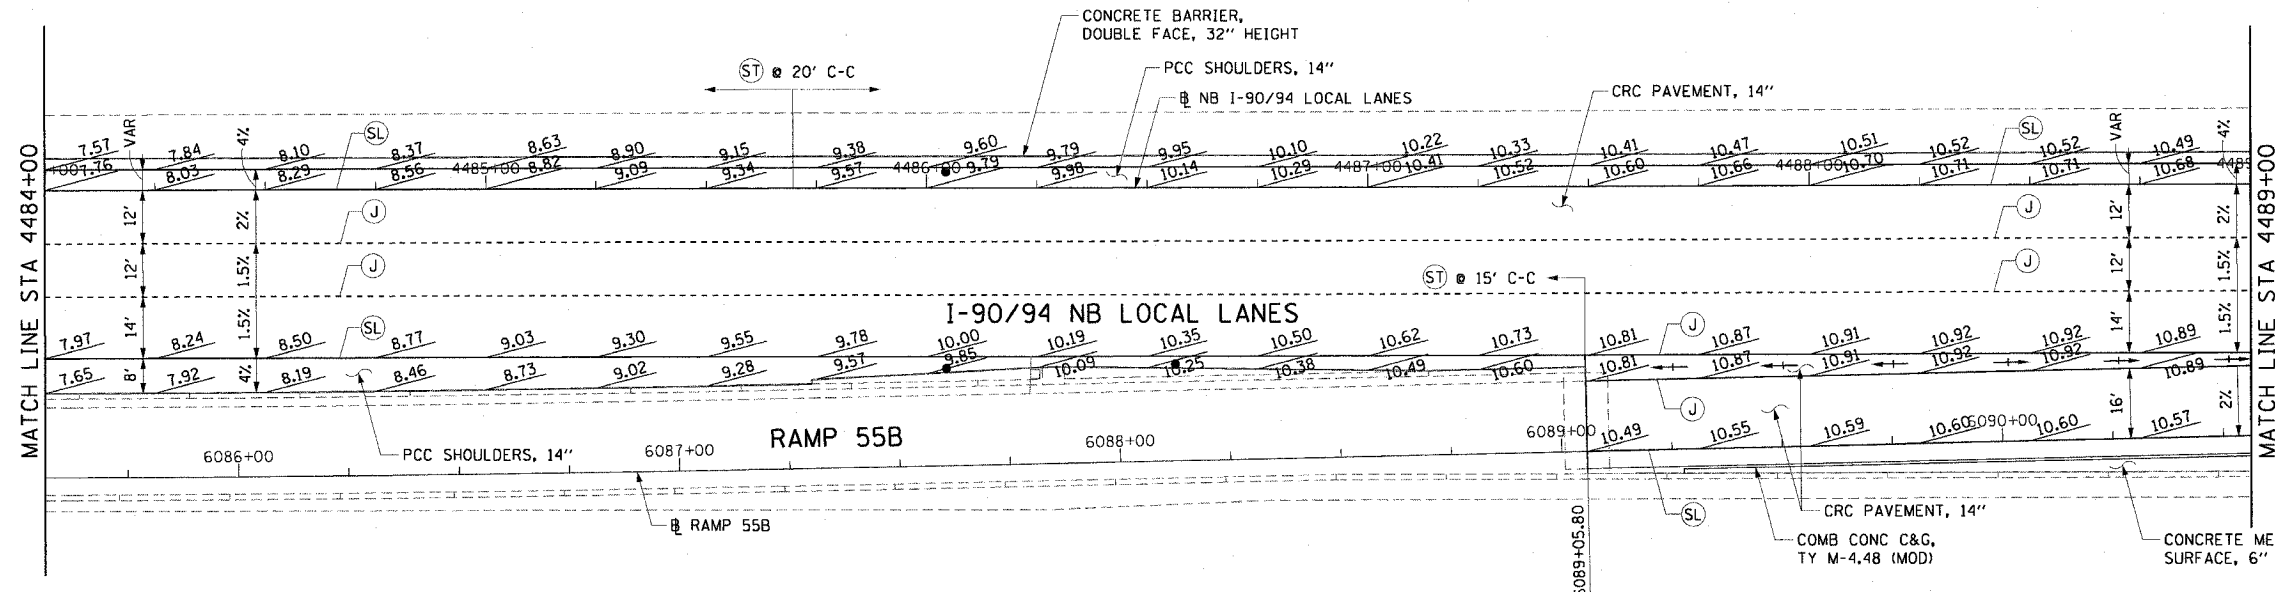 CONCRETE BARRIER,
DOUBLE FACE, 32" HEIGHT
ST @ 20' C-C
PCC SHOULDERS, 14"
℄ NB I-90/94 LOCAL LANES
CRC PAVEMENT, 14"
MATCH LINE STA 4484+00
VAR
4%
SL
SL
VAR
4%
7.57 7.84 8.10 8.37 8.63 8.90 9.15 9.38 9.60 9.79 9.95 10.10 10.22 10.33 10.41 10.47 10.51 10.52 10.52 10.49
7.76 8.03 8.29 8.56 8.82 9.09 9.34 9.57 9.79 9.98 10.14 10.29 10.41 10.52 10.60 10.66 10.70 10.71 10.71 10.68
4485+00 4486+00 4487+00 4488+00
12' 2% J J 12' 2%
12' 1.5% J J 12' 1.5%
ST @ 15' C-C
I-90/94 NB LOCAL LANES
14' 1.5% SL J 14' 1.5%
7.97 8.24 8.50 8.77 9.03 9.30 9.55 9.78 10.00 10.19 10.35 10.50 10.62 10.73 10.81 10.87 10.91 10.92 10.92 10.89
7.65 7.92 8.19 8.46 8.73 9.02 9.28 9.57 9.85 10.09 10.25 10.38 10.49 10.60 10.81 10.87 10.91 10.92 10.92 10.89
8' 4% J 16' 2%
RAMP 55B
10.49 10.55 10.59 10.60 10.60 10.57
6086+00 6087+00 6088+00 6089+00 6090+00
PCC SHOULDERS, 14"
℄ RAMP 55B
6089+05.80
SL
CRC PAVEMENT, 14"
COMB CONC C&G,
TY M-4.48 (MOD)
CONCRETE ME
SURFACE, 6"
MATCH LINE STA 4489+00